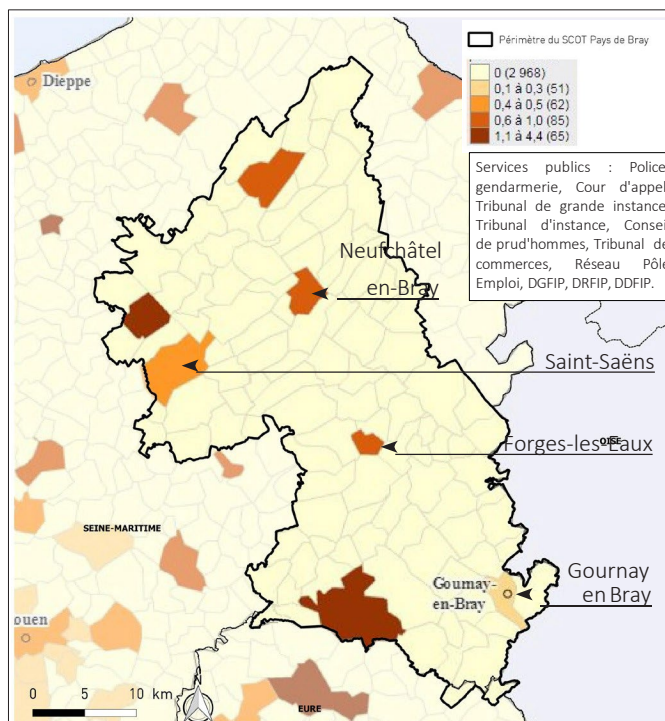 Périmètre du SCOT Pays de Bray
0 (2 968)
0,1 à 0,3 (51)
0,4 à 0,5 (62)
0,6 à 1,0 (85)
1,1 à 4,4 (65)
Services publics : Police
gendarmerie, Cour d'appel
Tribunal de grande instance
Tribunal d'instance, Consei
de prud'hommes, Tribunal de
commerces, Réseau Pôle
Emploi, DGFIP, DRFIP, DDFIP.
Dieppe
Neufchâtel
en-Bray
Saint-Saëns
Forges-les-Eaux
OISE
SEINE-MARITIME
Gournay-
en-Bray
Gournay
en Bray
ouen
0 5 10 km
EURE